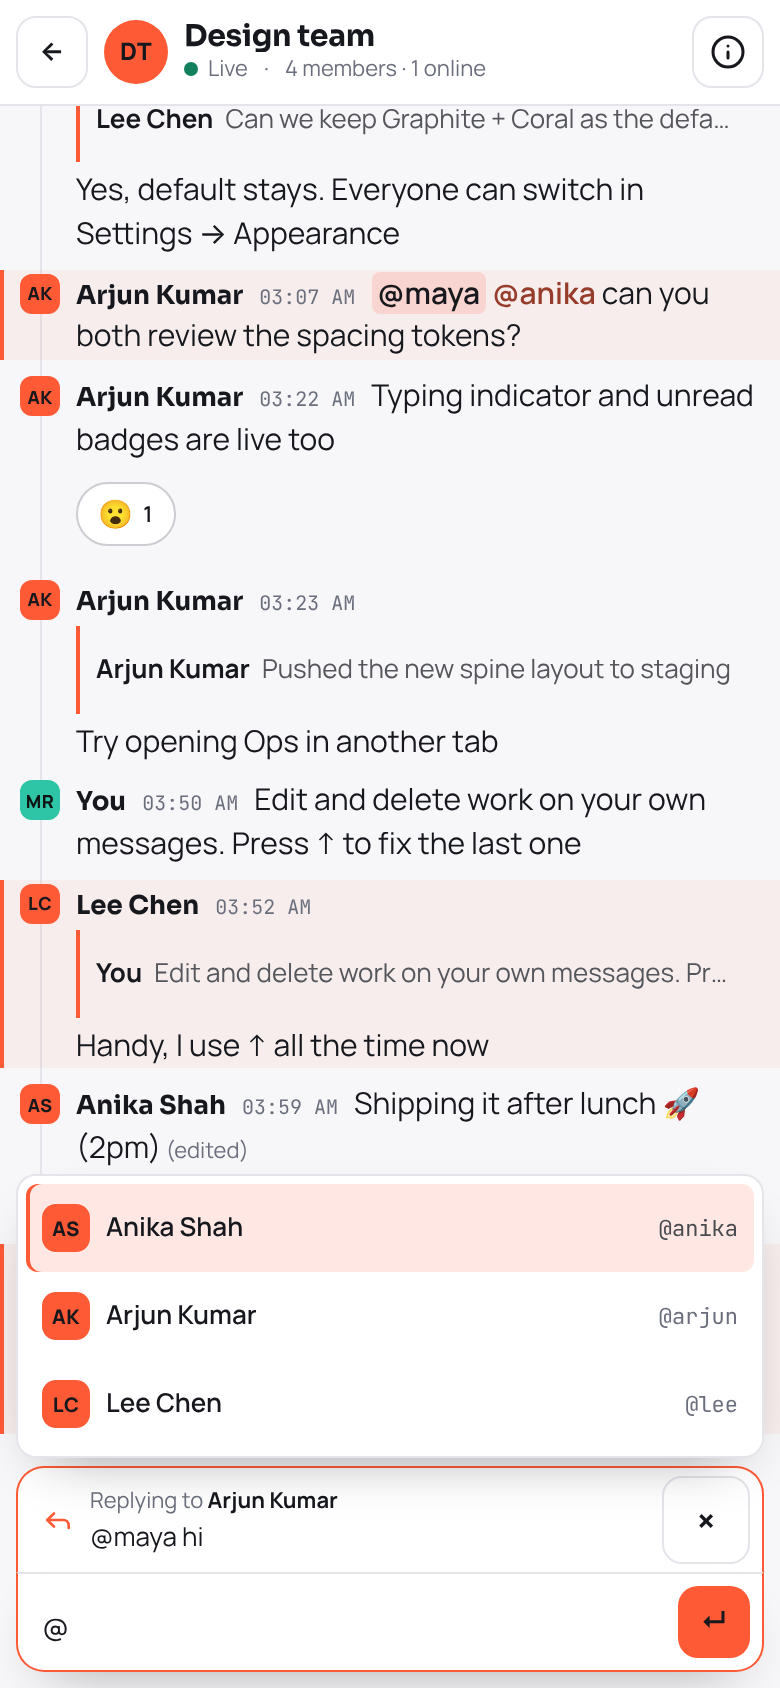 DT
Design team
Live · 4 members · 1 online
Lee Chen Can we keep Graphite + Coral as the defa...
Yes, default stays. Everyone can switch in
Settings → Appearance
AK Arjun Kumar 03:07 AM @maya @anika can you
both review the spacing tokens?
AK Arjun Kumar 03:22 AM Typing indicator and unread
badges are live too
😮 1
AK Arjun Kumar 03:23 AM
Arjun Kumar Pushed the new spine layout to staging
Try opening Ops in another tab
MR You 03:50 AM Edit and delete work on your own
messages. Press ↑ to fix the last one
LC Lee Chen 03:52 AM
You Edit and delete work on your own messages. Pr...
Handy, I use ↑ all the time now
AS Anika Shah 03:59 AM Shipping it after lunch 🚀
(2pm) (edited)
AS Anika Shah @anika
AK Arjun Kumar @arjun
LC Lee Chen @lee
Replying to Arjun Kumar
@maya hi
@